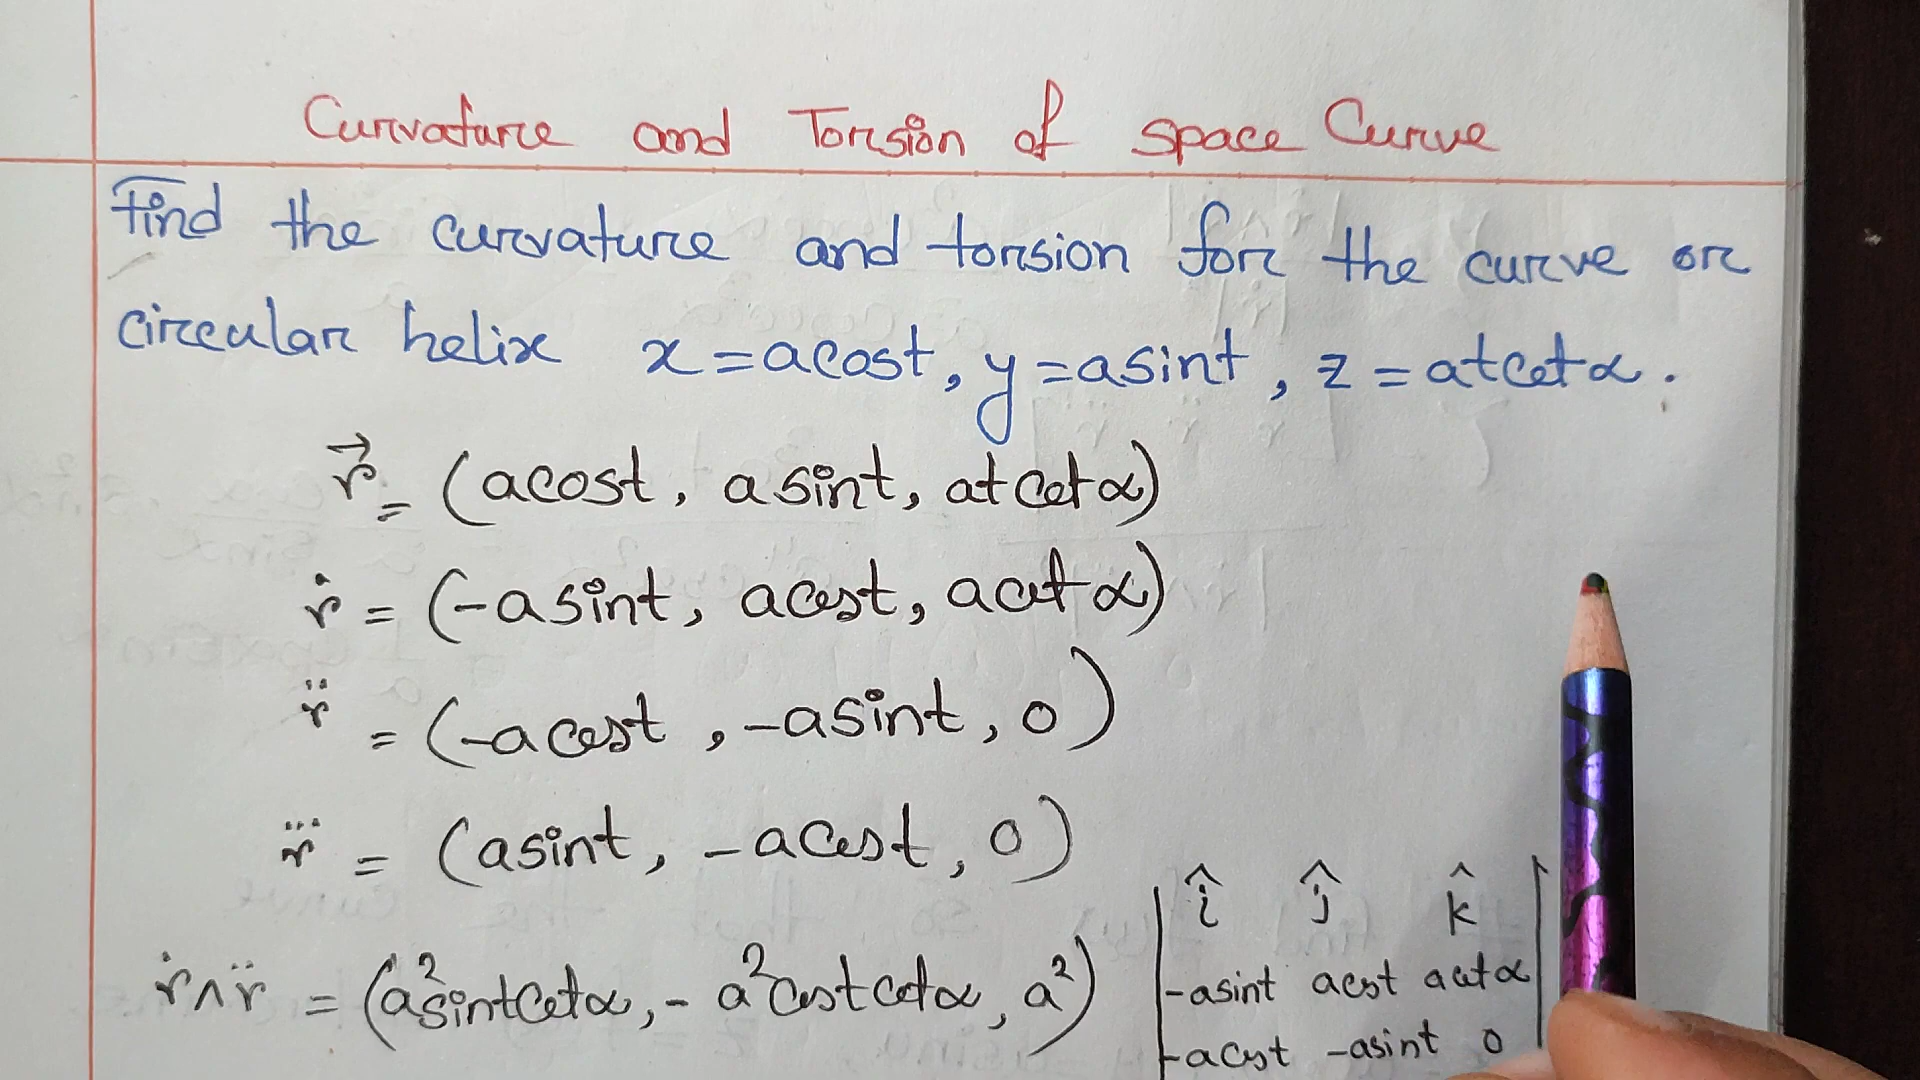 Curvature and Torsion of space Curve
Find the curvature and torsion for the curve or
circular helix x = acost, y = asint, z = atcotα.
r⃗ = (acost, asint, atcotα)
ṙ = (-asint, acost, acotα)
r̈ = (-acost, -asint, 0)
r⃛ = (asint, -acost, 0)
ṙ∧r̈ = (a²sintcotα, -a²costcotα, a²)
î ĵ k̂
-asint acost acotα
-acost -asint 0